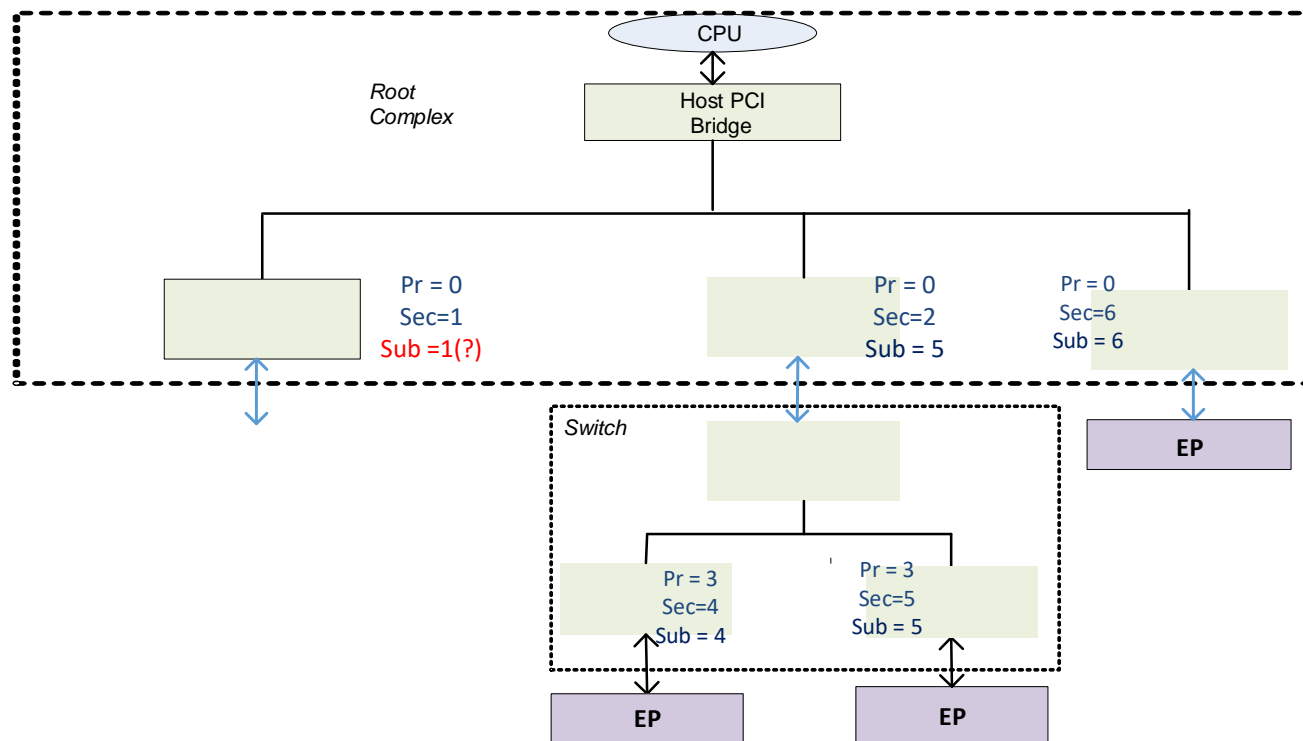 CPU
Root
Complex
Host PCI
Bridge
Pr = 0
Sec=1
Sub =1(?)
Pr = 0
Sec=2
Sub = 5
Pr = 0
Sec=6
Sub = 6
Switch
EP
Pr = 3
Sec=4
Sub = 4
Pr = 3
Sec=5
Sub = 5
EP
EP